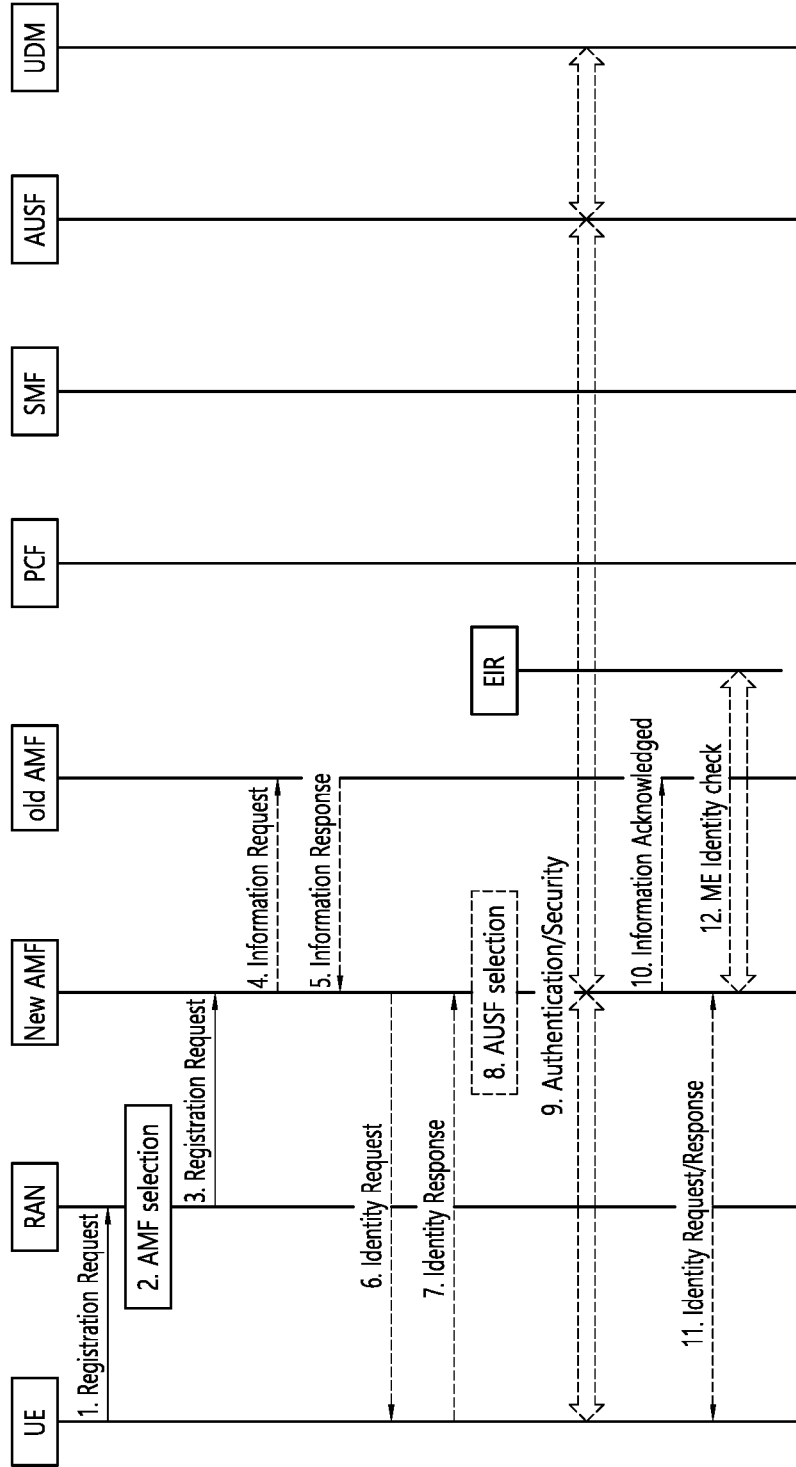 UE
RAN
New AMF
old AMF
PCF
SMF
AUSF
UDM
1. Registration Request
2. AMF selection
3. Registration Request
4. Information Request
5. Information Response
6. Identity Request
7. Identity Response
EIR
8. AUSF selection
9. Authentication/Security
10. Information Acknowledged
11. Identity Request/Response
12. ME Identity check